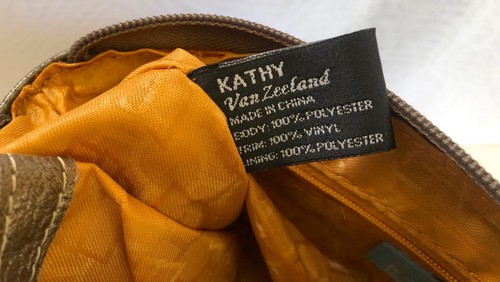 KATHY
Van Zeeland
MADE IN CHINA
BODY: 100% POLYESTER
TRIM: 100% VINYL
LINING: 100% POLYESTER